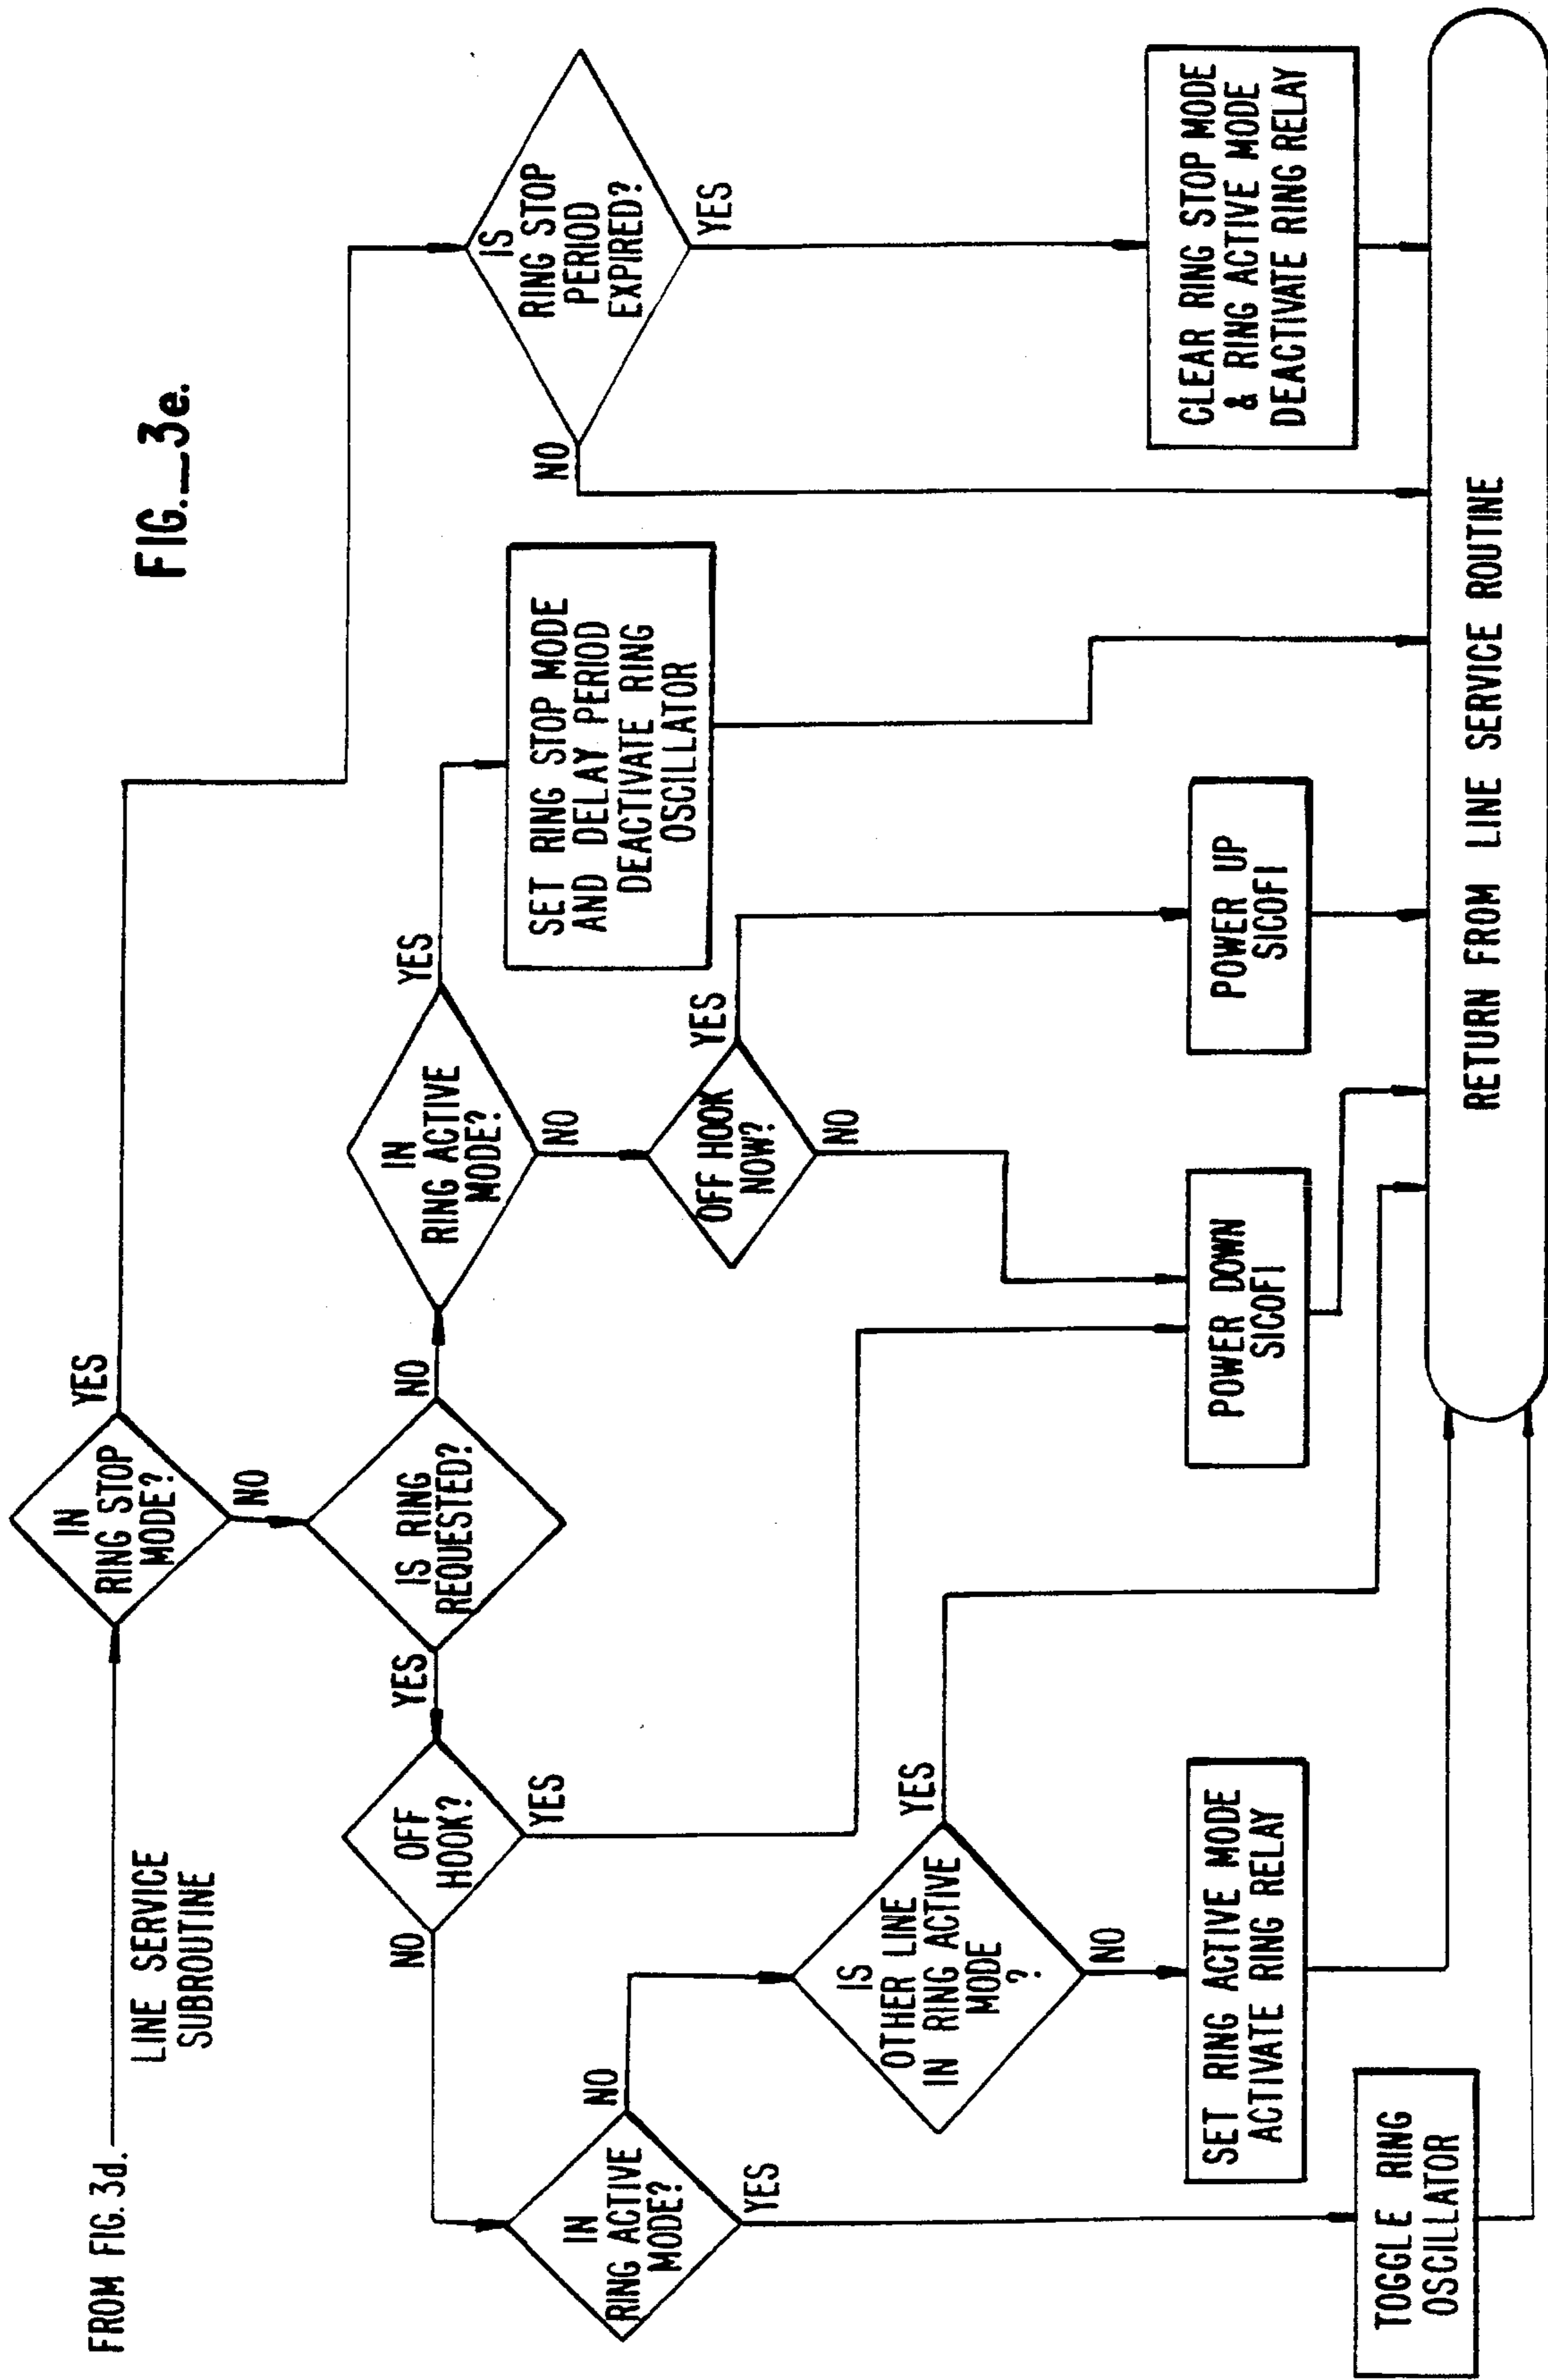 FIG._3e.
FROM FIG. 3d.
LINE SERVICE
SUBROUTINE
IN
RING STOP
MODE?
YES
NO
IS RING
REQUESTED?
YES
NO
OFF
HOOK?
NO
YES
IN
RING ACTIVE
MODE?
YES
NO
IS
RING STOP
PERIOD
EXPIRED?
NO
YES
IN
RING ACTIVE
MODE?
NO
YES
SET RING STOP MODE
AND DELAY PERIOD
DEACTIVATE RING
OSCILLATOR
OFF HOOK
NOW?
YES
NO
IS
OTHER LINE
IN RING ACTIVE
MODE
?
YES
NO
SET RING ACTIVE MODE
ACTIVATE RING RELAY
POWER DOWN
SICOFI
POWER UP
SICOFI
CLEAR RING STOP MODE
& RING ACTIVE MODE
DEACTIVATE RING RELAY
TOGGLE RING
OSCILLATOR
RETURN FROM LINE SERVICE ROUTINE